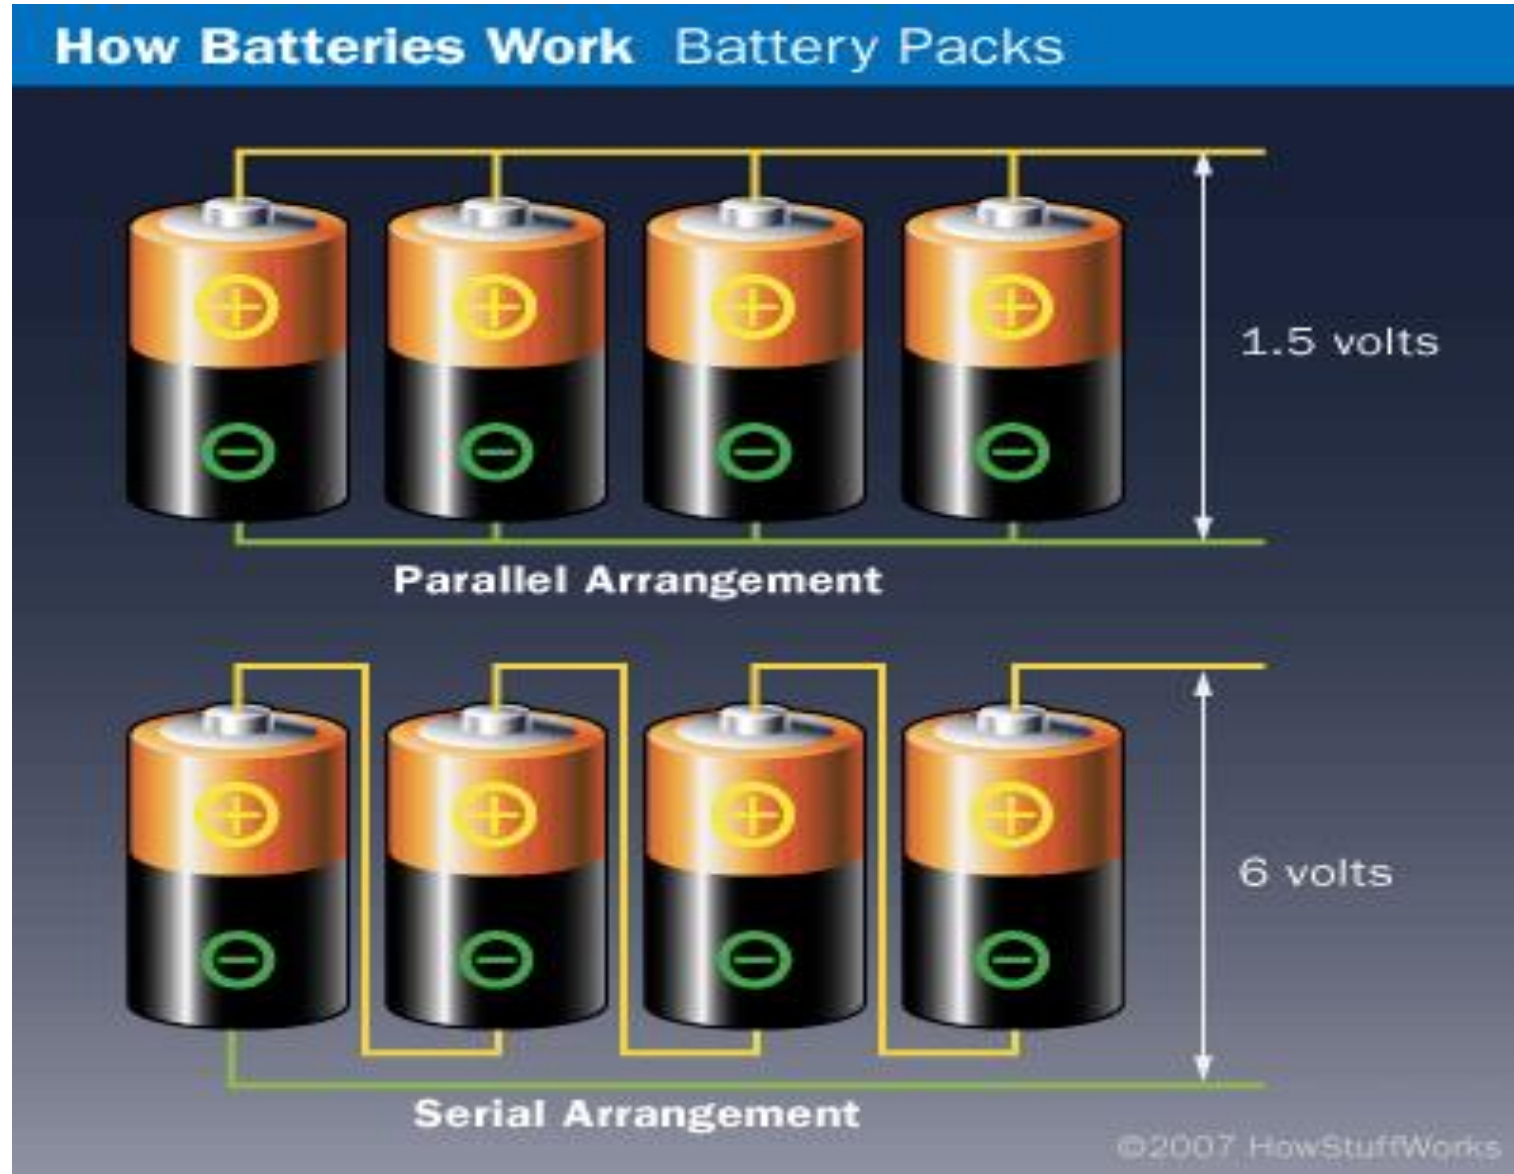 How Batteries Work Battery Packs
1.5 volts
Parallel Arrangement
6 volts
Serial Arrangement
©2007 HowStuffWorks